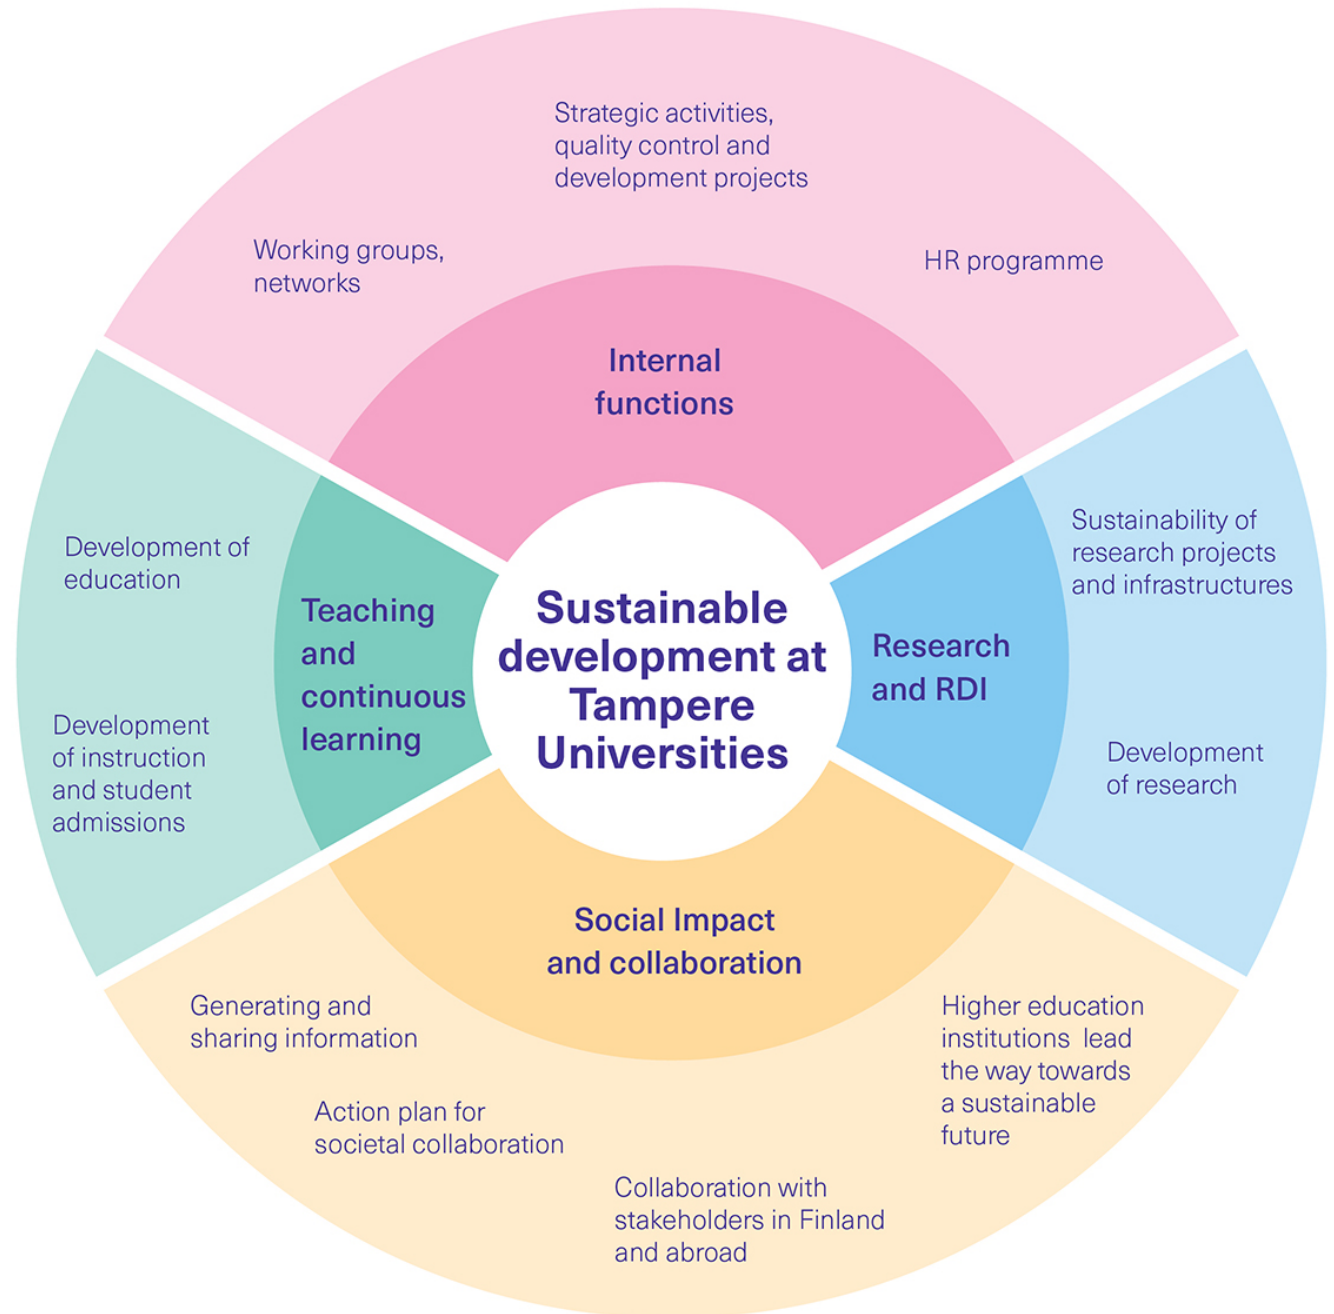 Strategic activities,
quality control and
development projects
Working groups,
networks
HR programme
Internal
functions
Development of
education
Development
of instruction
and student
admissions
Teaching
and
continuous
learning
Sustainable
development at
Tampere
Universities
Research
and RDI
Sustainability of
research projects
and infrastructures
Development
of research
Social Impact
and collaboration
Generating and
sharing information
Action plan for
societal collaboration
Collaboration with
stakeholders in Finland
and abroad
Higher education
institutions  lead
the way towards
a sustainable
future